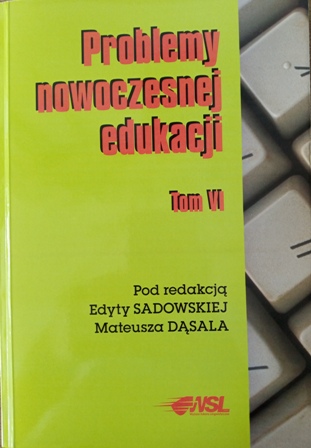 Problemy
nowoczesnej
edukacji
Tom VI
Pod redakcją
Edyty SADOWSKIEJ
Mateusza DĄSALA
NSL